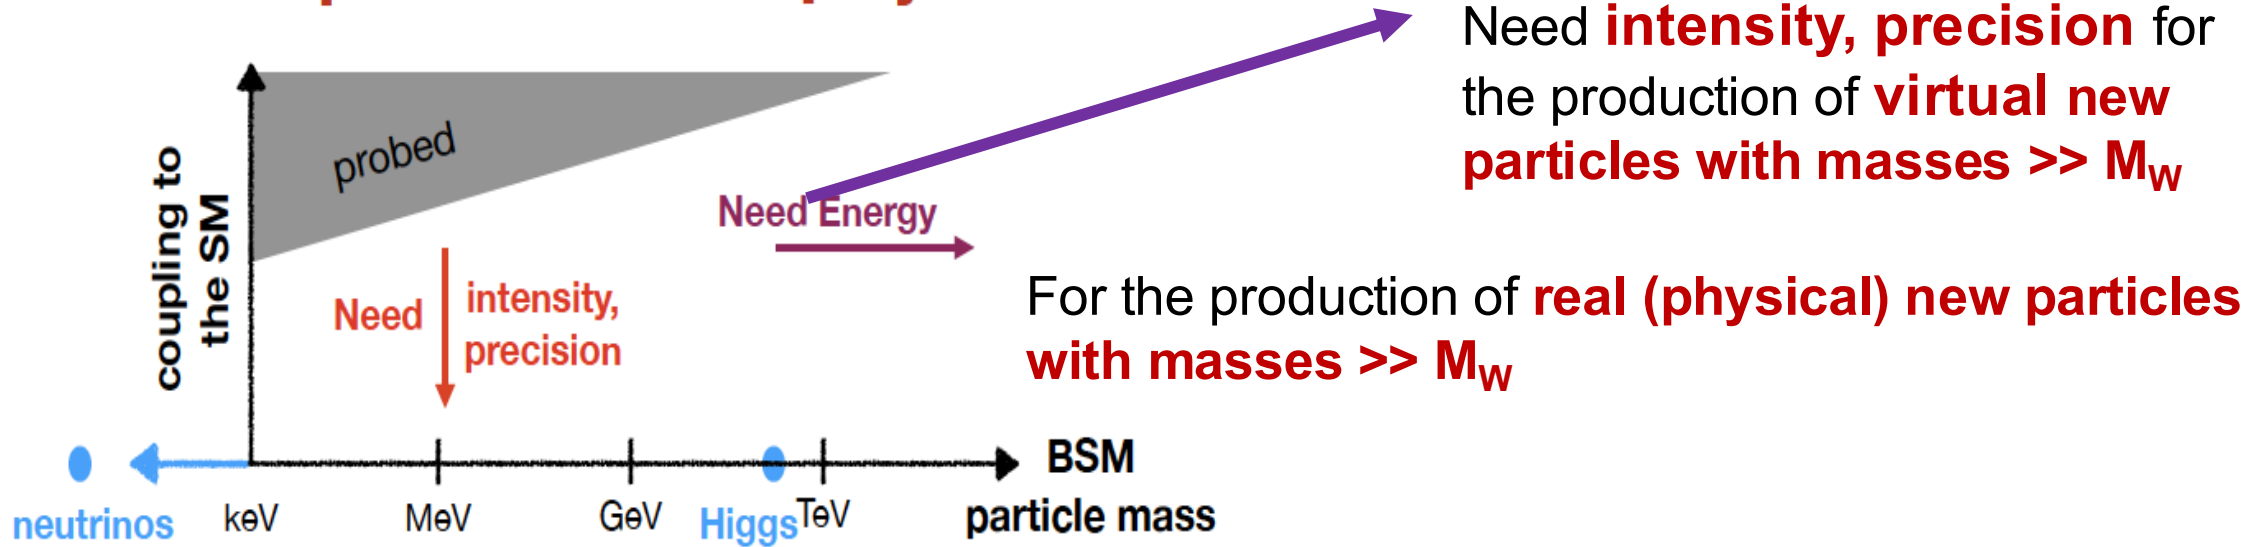 Need intensity, precision for
the production of virtual new
particles with masses >> M_W
probed
coupling to
the SM
Need Energy
Need
intensity,
precision
For the production of real (physical) new particles
with masses >> M_W
BSM
particle mass
neutrinos
keV
MeV
GeV
Higgs
TeV